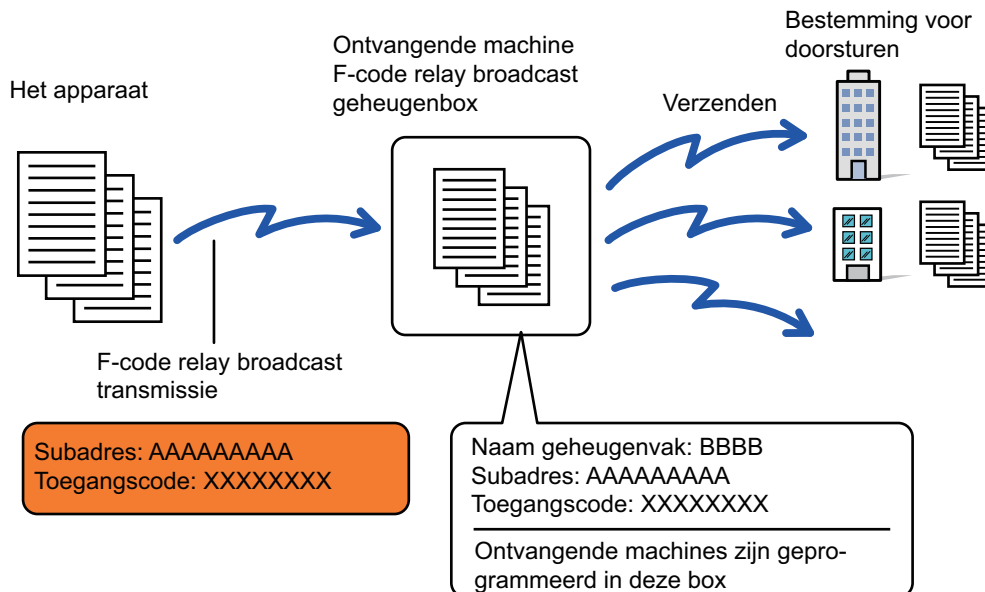 Het apparaat
Ontvangende machine
F-code relay broadcast
geheugenbox
Verzenden
Bestemming voor
doorsturen
F-code relay broadcast
transmissie
Subadres: AAAAAAAAA
Toegangscode: XXXXXXXX
Naam geheugenvak: BBBB
Subadres: AAAAAAAAA
Toegangscode: XXXXXXXX
Ontvangende machines zijn gepro-
grammeerd in deze box